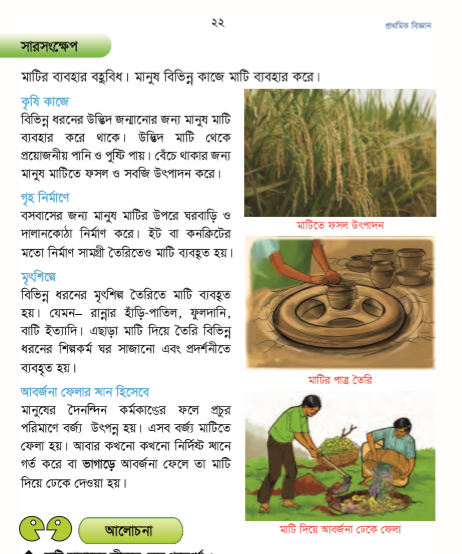 ২২
প্রাথমিক বিজ্ঞান
সারসংক্ষেপ
মাটির ব্যবহার বহুবিধ। মানুষ বিভিন্ন কাজে মাটি ব্যবহার করে।
কৃষি কাজে
বিভিন্ন ধরনের উদ্ভিদ জন্মানোর জন্য মানুষ মাটি
ব্যবহার করে থাকে। উদ্ভিদ মাটি থেকে
প্রয়োজনীয় পানি ও পুষ্টি পায়। বেঁচে থাকার জন্য
মানুষ মাটিতে ফসল ও সবজি উৎপাদন করে।
মাটিতে ফসল উৎপাদন
গৃহ নির্মাণে
বসবাসের জন্য মানুষ মাটির উপরে ঘরবাড়ি ও
দালানকোঠা নির্মাণ করে। ইট বা কনক্রিটের
মতো নির্মাণ সামগ্রী তৈরিতেও মাটি ব্যবহৃত হয়।
মৃৎশিল্পে
বিভিন্ন ধরনের মৃৎশিল্প তৈরিতে মাটি ব্যবহৃত
হয়। যেমন– রান্নার হাঁড়ি-পাতিল, ফুলদানি,
বাটি ইত্যাদি। এছাড়া মাটি দিয়ে তৈরি বিভিন্ন
ধরনের শিল্পকর্ম ঘর সাজানো এবং প্রদর্শনীতে
ব্যবহৃত হয়।
মাটির পাত্র তৈরি
আবর্জনা ফেলার স্থান হিসেবে
মানুষের দৈনন্দিন কর্মকাণ্ডের ফলে প্রচুর
পরিমাণে বর্জ্য উৎপন্ন হয়। এসব বর্জ্য মাটিতে
ফেলা হয়। আবার কখনো কখনো নির্দিষ্ট স্থানে
গর্ত করে বা ভাগাড়ে আবর্জনা ফেলে তা মাটি
দিয়ে ঢেকে দেওয়া হয়।
মাটি দিয়ে আবর্জনা ঢেকে ফেলা
আলোচনা